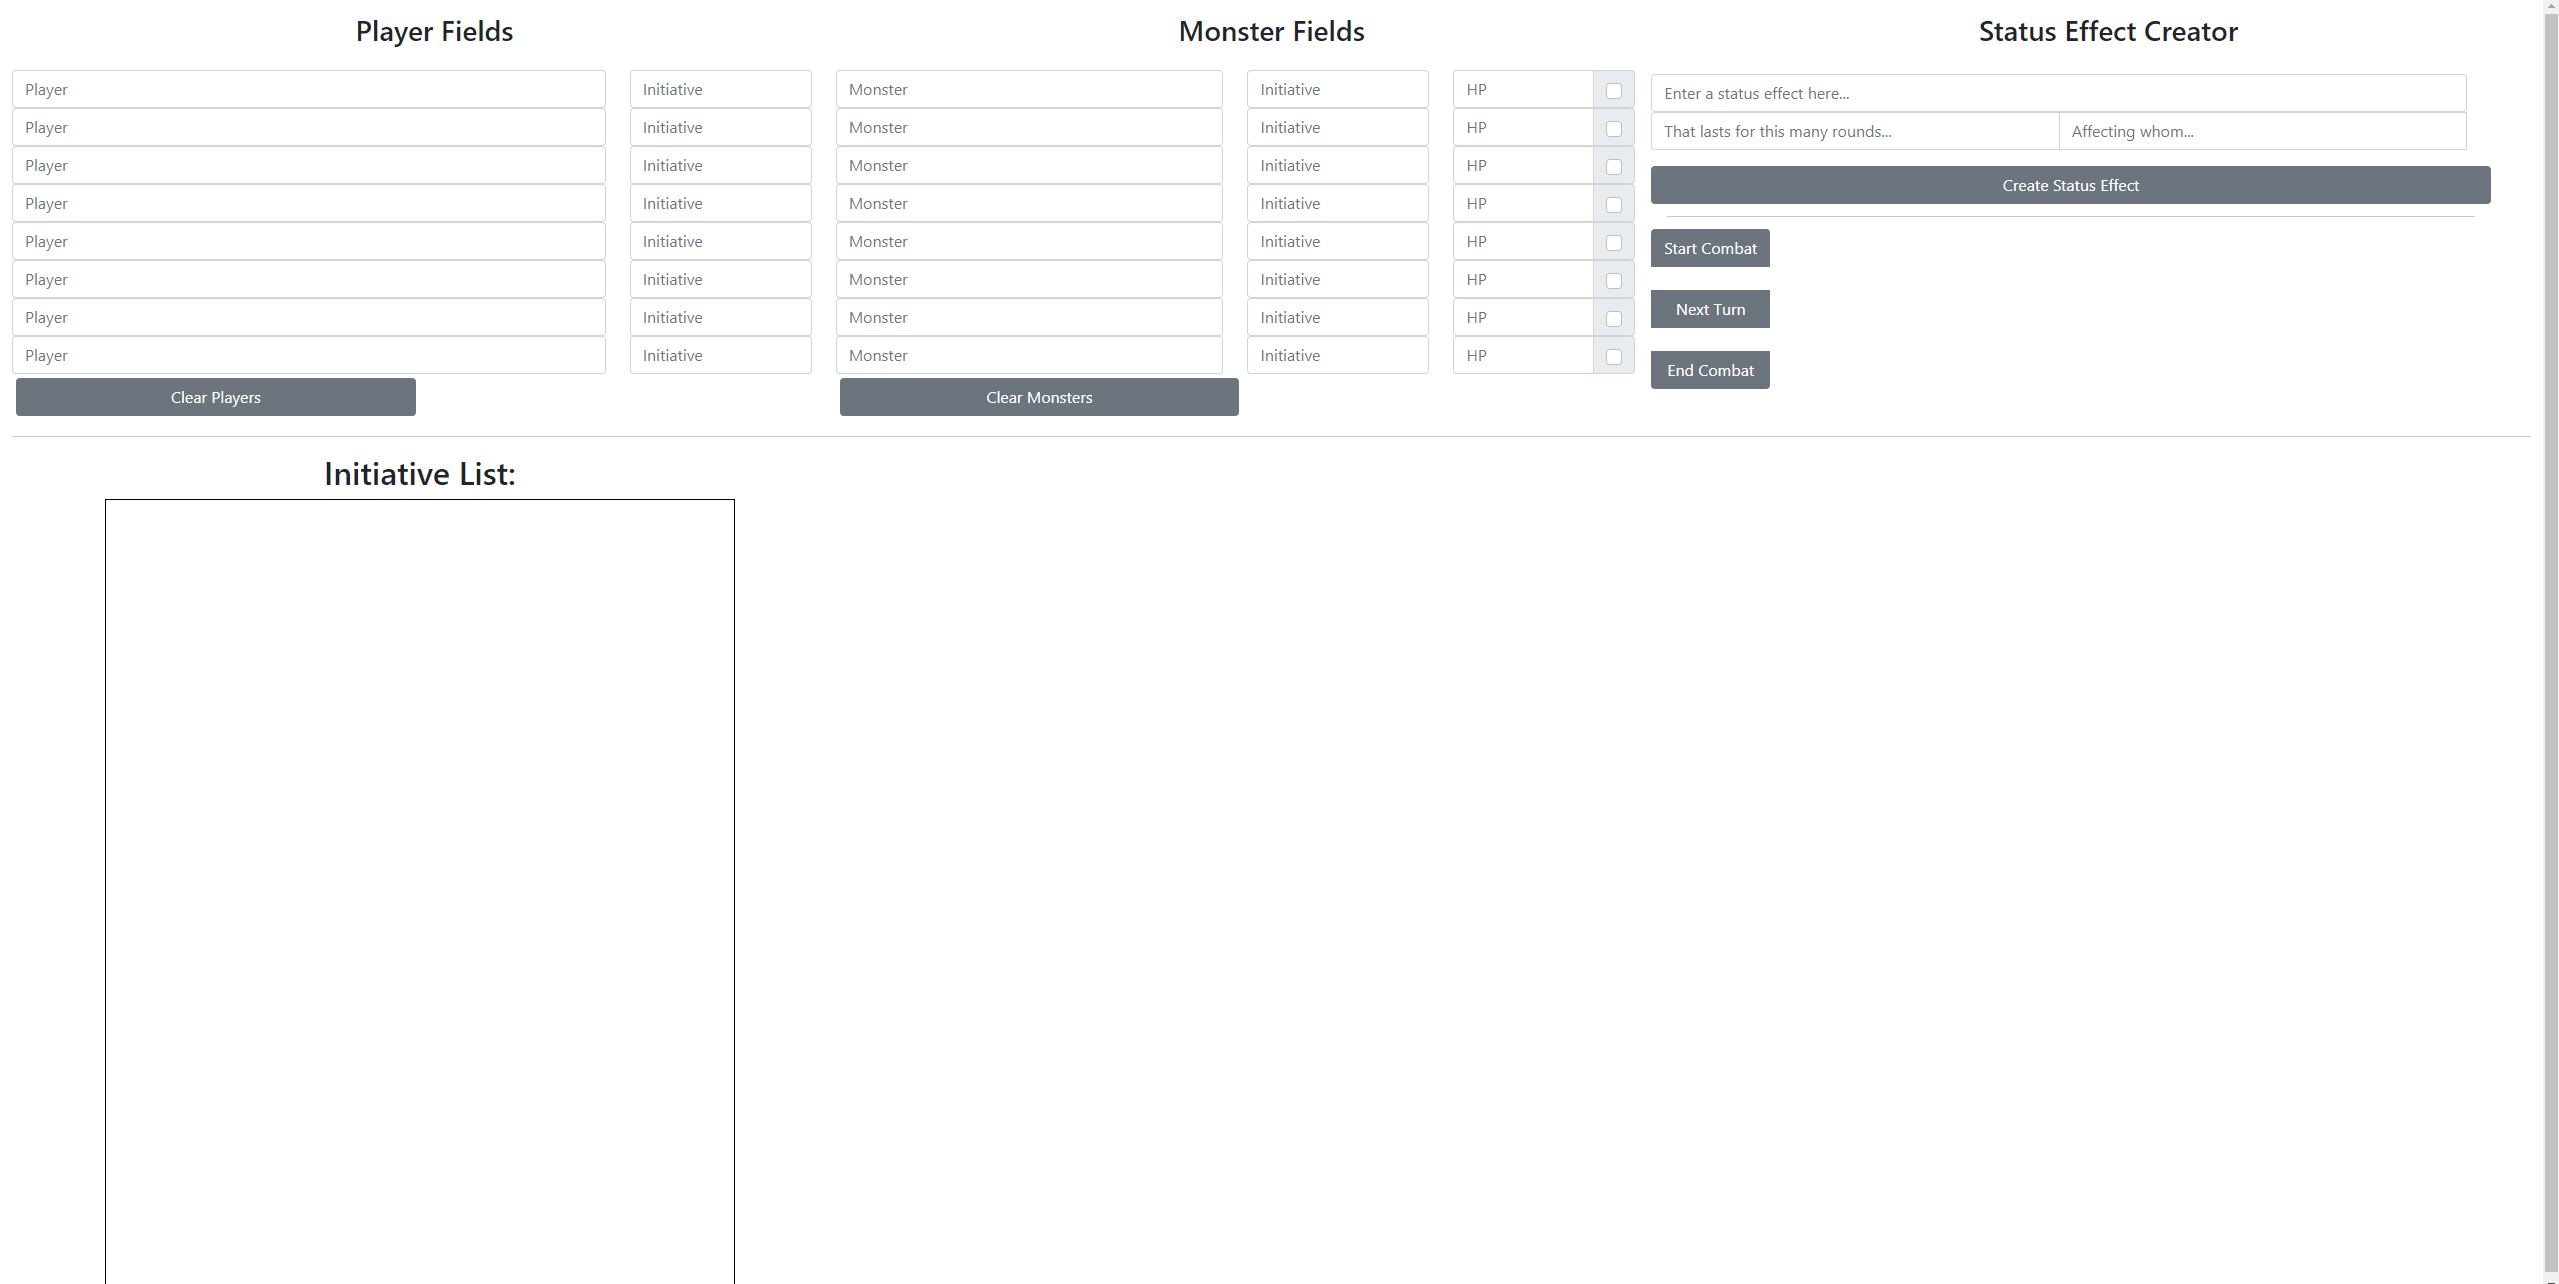 Player Fields Monster Fields Status Effect Creator
Player Initiative Monster Initiative HP Enter a status effect here...
Player Initiative Monster Initiative HP That lasts for this many rounds... Affecting whom...
Player Initiative Monster Initiative HP
Player Initiative Monster Initiative HP Create Status Effect
Player Initiative Monster Initiative HP Start Combat
Player Initiative Monster Initiative HP
Player Initiative Monster Initiative HP Next Turn
Player Initiative Monster Initiative HP End Combat
Clear Players Clear Monsters
Initiative List: